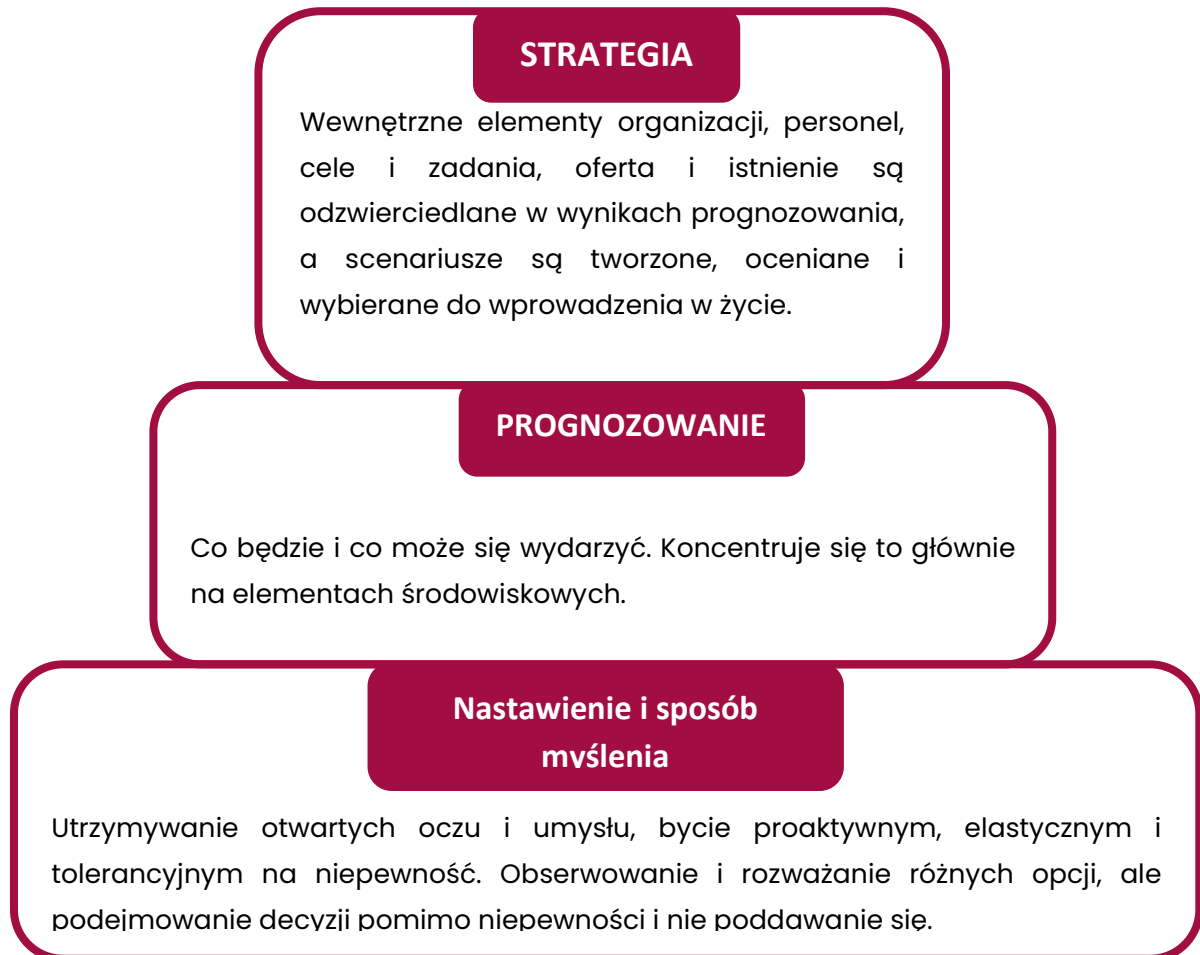 STRATEGIA
Wewnętrzne elementy organizacji, personel,
cele i zadania, oferta i istnienie są
odzwierciedlane w wynikach prognozowania,
a scenariusze są tworzone, oceniane i
wybierane do wprowadzenia w życie.
PROGNOZOWANIE
Co będzie i co może się wydarzyć. Koncentruje się to głównie
na elementach środowiskowych.
Nastawienie i sposób
myślenia
Utrzymywanie otwartych oczu i umysłu, bycie proaktywnym, elastycznym i
tolerancyjnym na niepewność. Obserwowanie i rozważanie różnych opcji, ale
podejmowanie decyzji pomimo niepewności i nie poddawanie się.